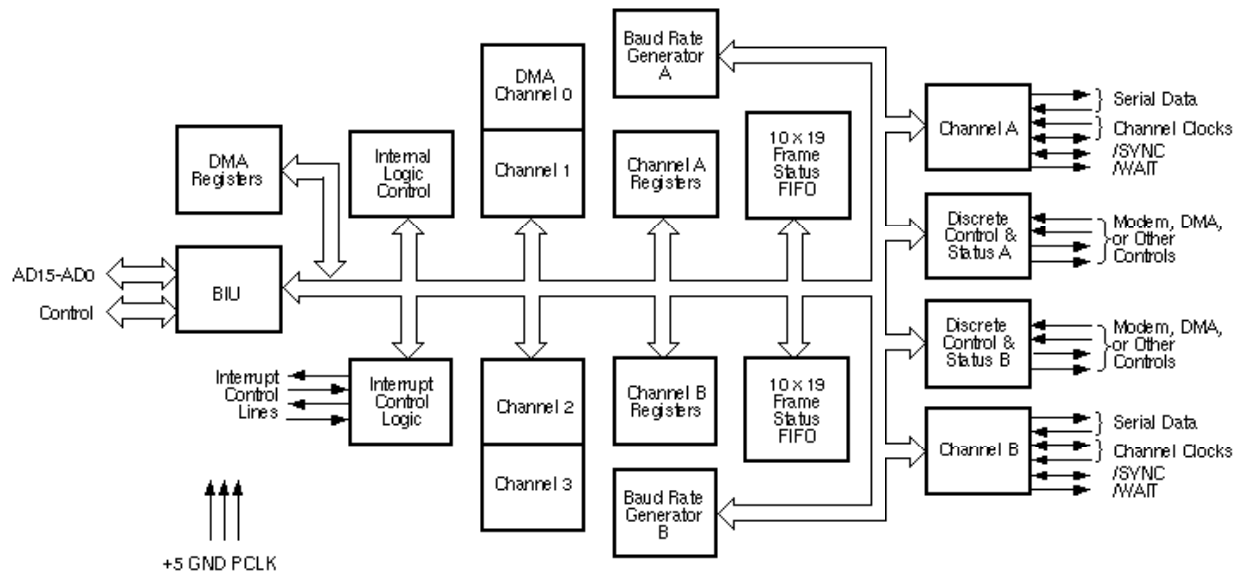 Baud Rate
Generator
A
DMA
Channel 0
Channel 1
DMA
Registers
Internal
Logic
Control
Channel A
Registers
10 x 19
Frame
Status
FIFO
Channel A
Serial Data
Channel Clocks
/SYNC
/WAIT
Discrete
Control &
Status A
Modem, DMA,
or Other
Controls
AD15-AD0
Control
BIU
Discrete
Control &
Status B
Modem, DMA,
or Other
Controls
Interrupt
Control
Lines
Interrupt
Control
Logic
Channel 2
Channel 3
Channel B
Registers
10 x 19
Frame
Status
FIFO
Channel B
Serial Data
Channel Clocks
/SYNC
/WAIT
Baud Rate
Generator
B
+5 GND PCLK